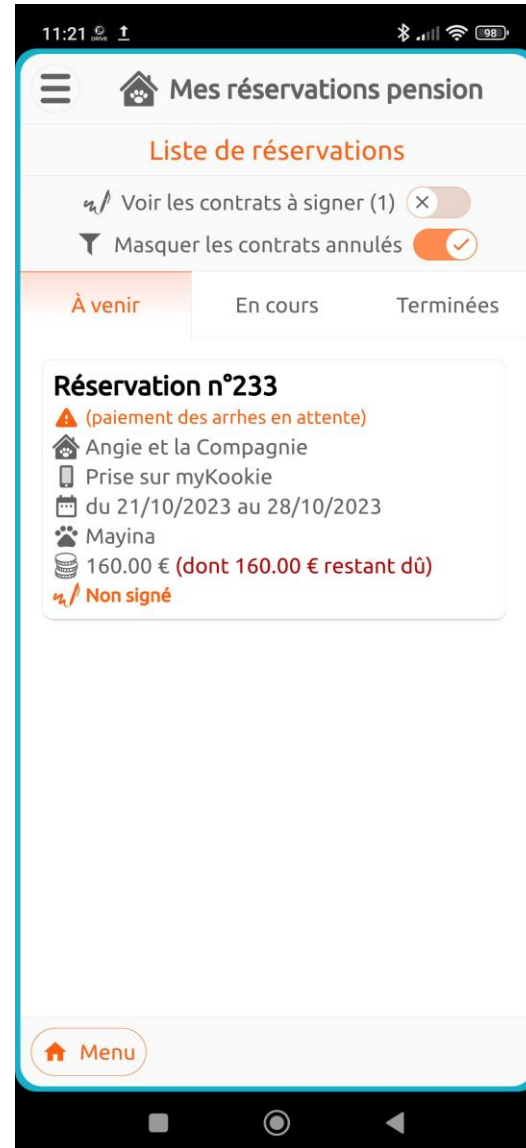 11:21 DRIVE 98
Mes réservations pension
Liste de réservations
Voir les contrats à signer (1)
Masquer les contrats annulés
À venir En cours Terminées
Réservation n°233
(paiement des arrhes en attente)
Angie et la Compagnie
Prise sur myKookie
du 21/10/2023 au 28/10/2023
Mayina
160.00 € (dont 160.00 € restant dû)
Non signé
Menu